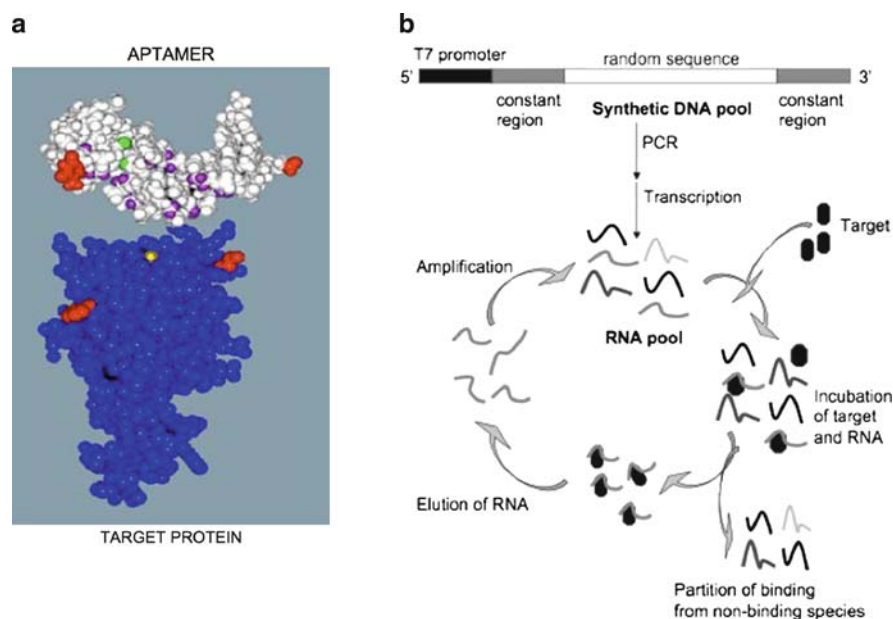 a
APTAMER
TARGET PROTEIN
b
T7 promoter
random sequence
5'
3'
constant
region
Synthetic DNA pool
constant
region
PCR
Transcription
Target
Amplification
RNA pool
Incubation
of target
and RNA
Elution of RNA
Partition of binding
from non-binding species